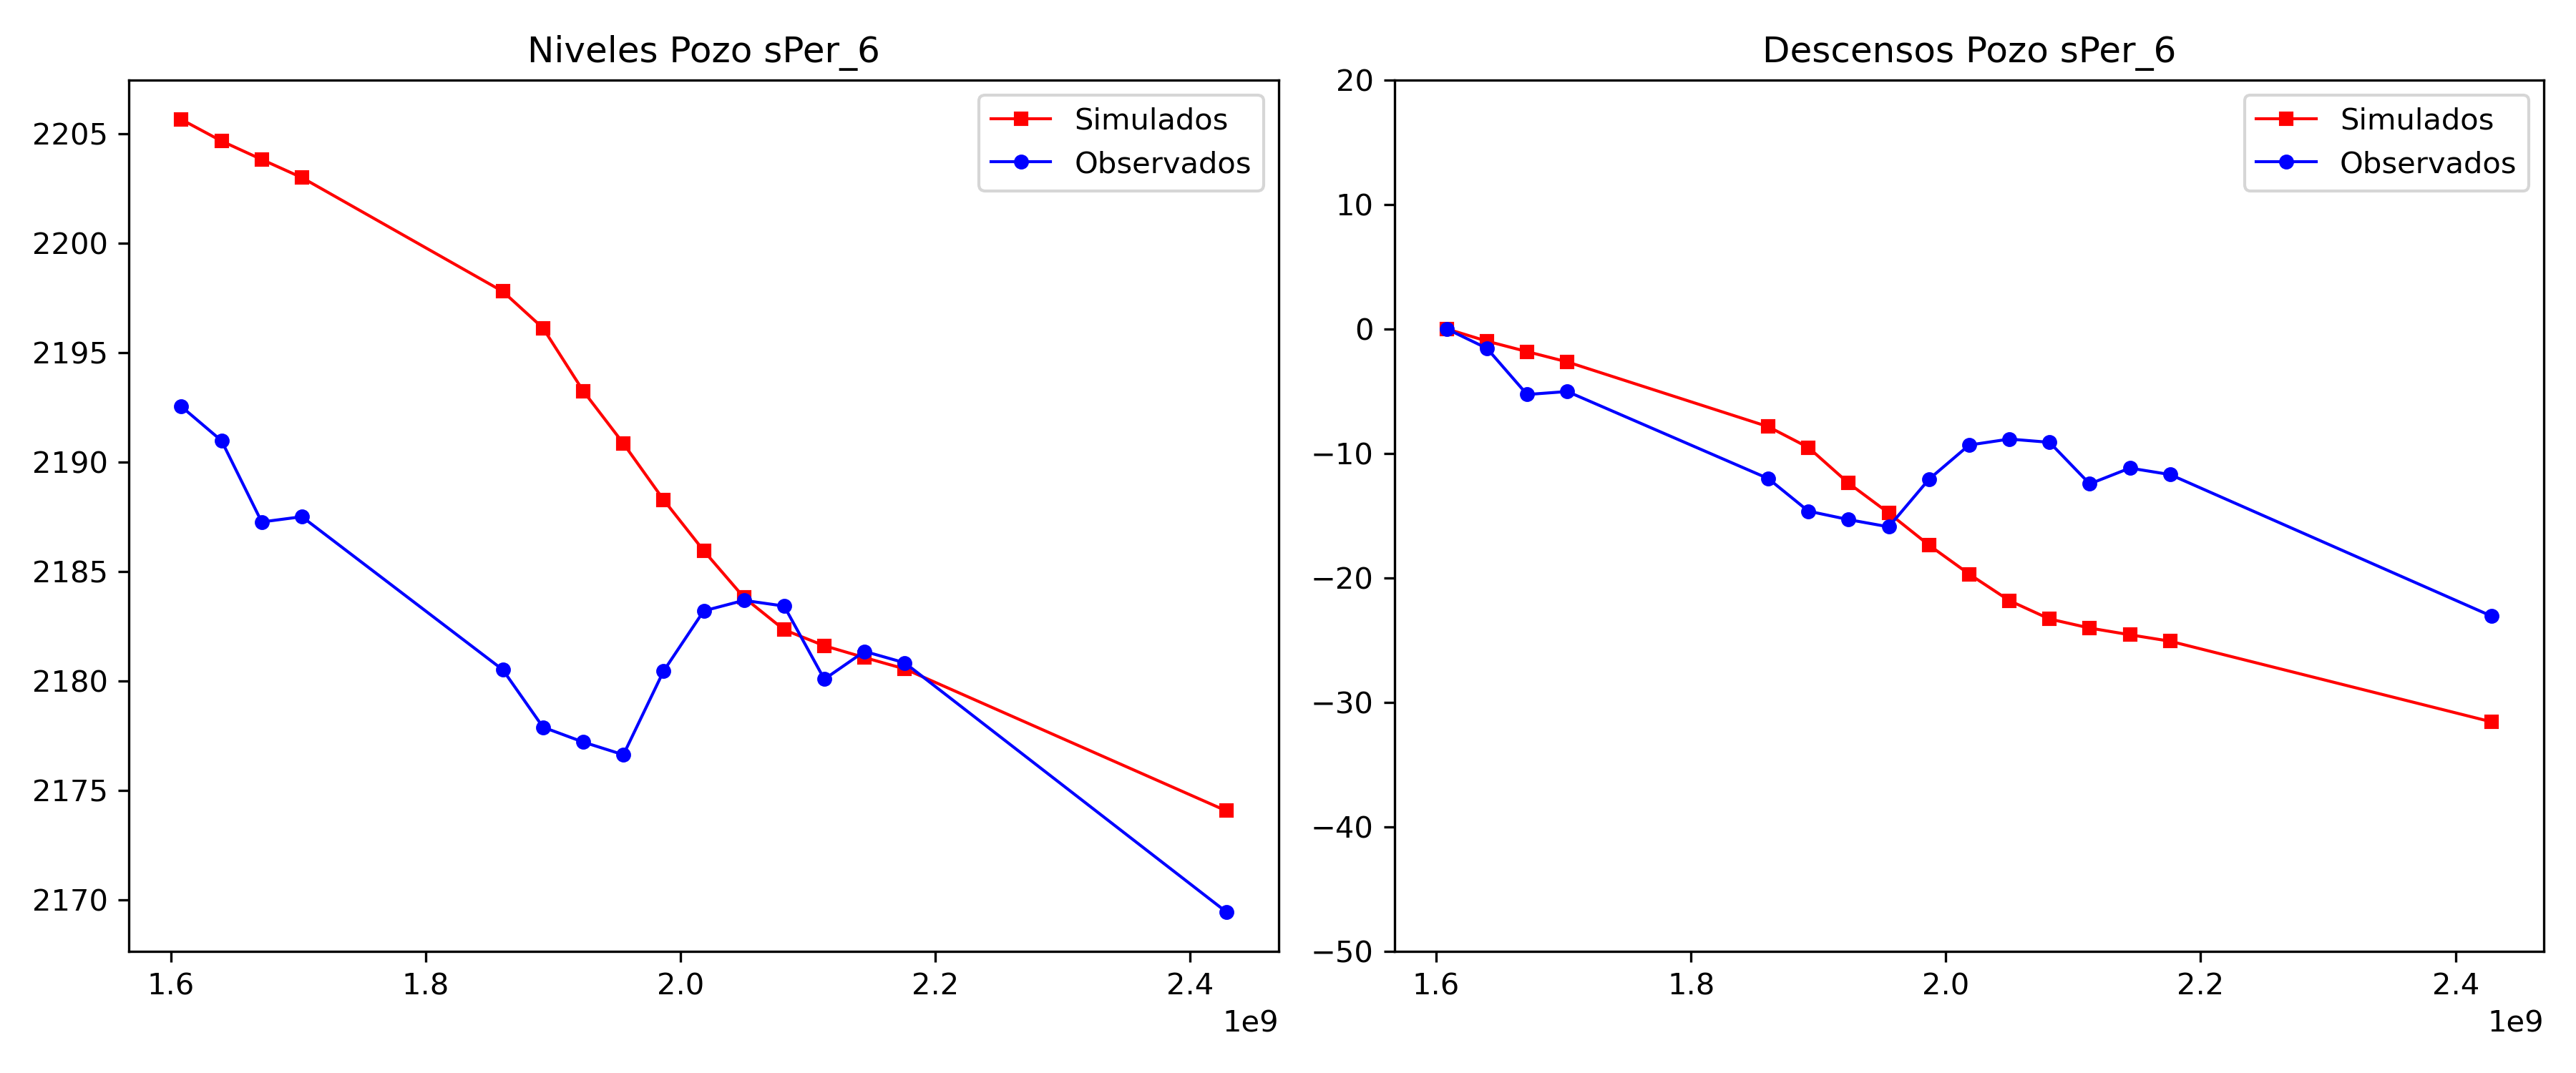 Niveles Pozo sPer_6
Simulados
Observados
2205
2200
2195
2190
2185
2180
2175
2170
1.6 1.8 2.0 2.2 2.4
1e9
Descensos Pozo sPer_6
Simulados
Observados
20
10
0
−10
−20
−30
−40
−50
1.6 1.8 2.0 2.2 2.4
1e9